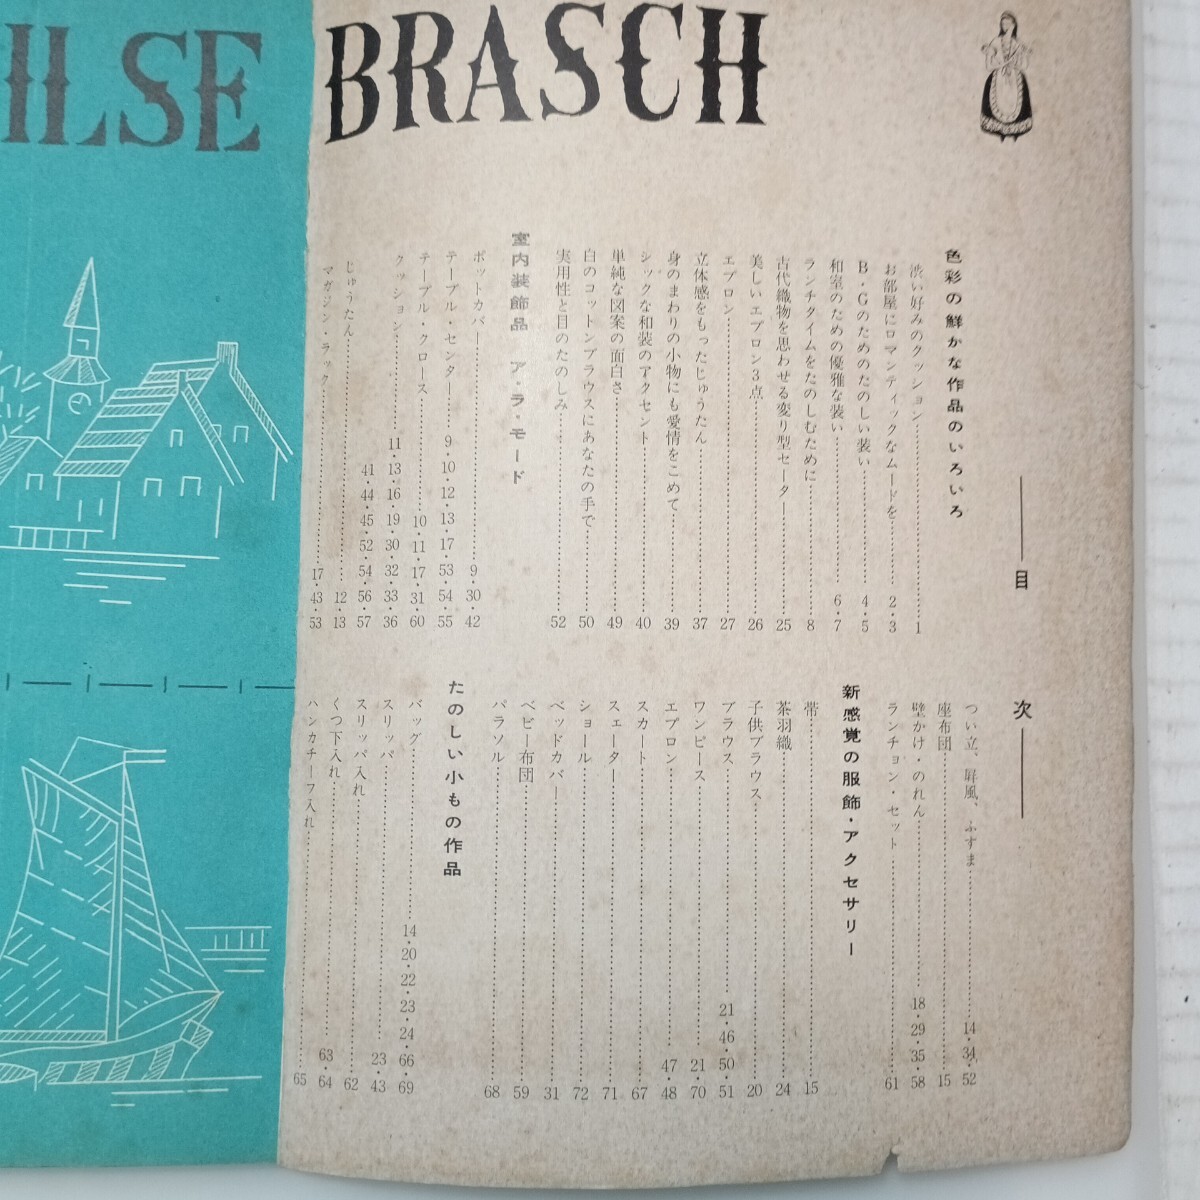 ILSE BRASCH
目次
色彩の鮮かな作品のいろいろ
渋い好みのクッション 1
お部屋にロマンティックなムードを 2・3
B・Gのためのたのしい装い 4・5
和室のための優雅な装い 6・7
ランチタイムをたのしむために 8
古代織物を思わせる変り型セーター 25
美しいエプロン3点 26
エプロン 27
立体感をもったじゅうたん 37
身のまわりの小物にも愛情をこめて 39
シックな和装のアクセント 40
単純な図案の面白さ 49
白のコットンブラウスにあなたの手で 50
実用性と目のたのしみ 52
室内装飾品 ア・ラ・モード
ポットカバー 9・30・42
テーブル・センター 9・10・12・13・17・53・54・55
テーブル・クロース 10・11・17・31・60
クッション 11・13・16・19・30・32・33・36
41・44・45・52・54・56・57
じゅうたん 12・13
マガジン・ラック 17・43・53
つい立、屛風、ふすま 14・34・52
座布団 15
壁かけ・のれん 18・29・35・58
ランチョン・セット 61
新感覚の服飾・アクセサリー
帯 15
茶羽織 24
子供ブラウス 20
ブラウス 21・46・50・51
ワンピース 21・70
エプロン 47・48
スカート 67
スェーター 71
ショール 72
ベッドカバー 31
ベビー布団 59
パラソル 68
たのしい小もの作品
バッグ 14・20・22・23・24・66・69
スリッパ 23・43
スリッパ入れ 62
くつ下入れ 63・64
ハンカチーフ入れ 65